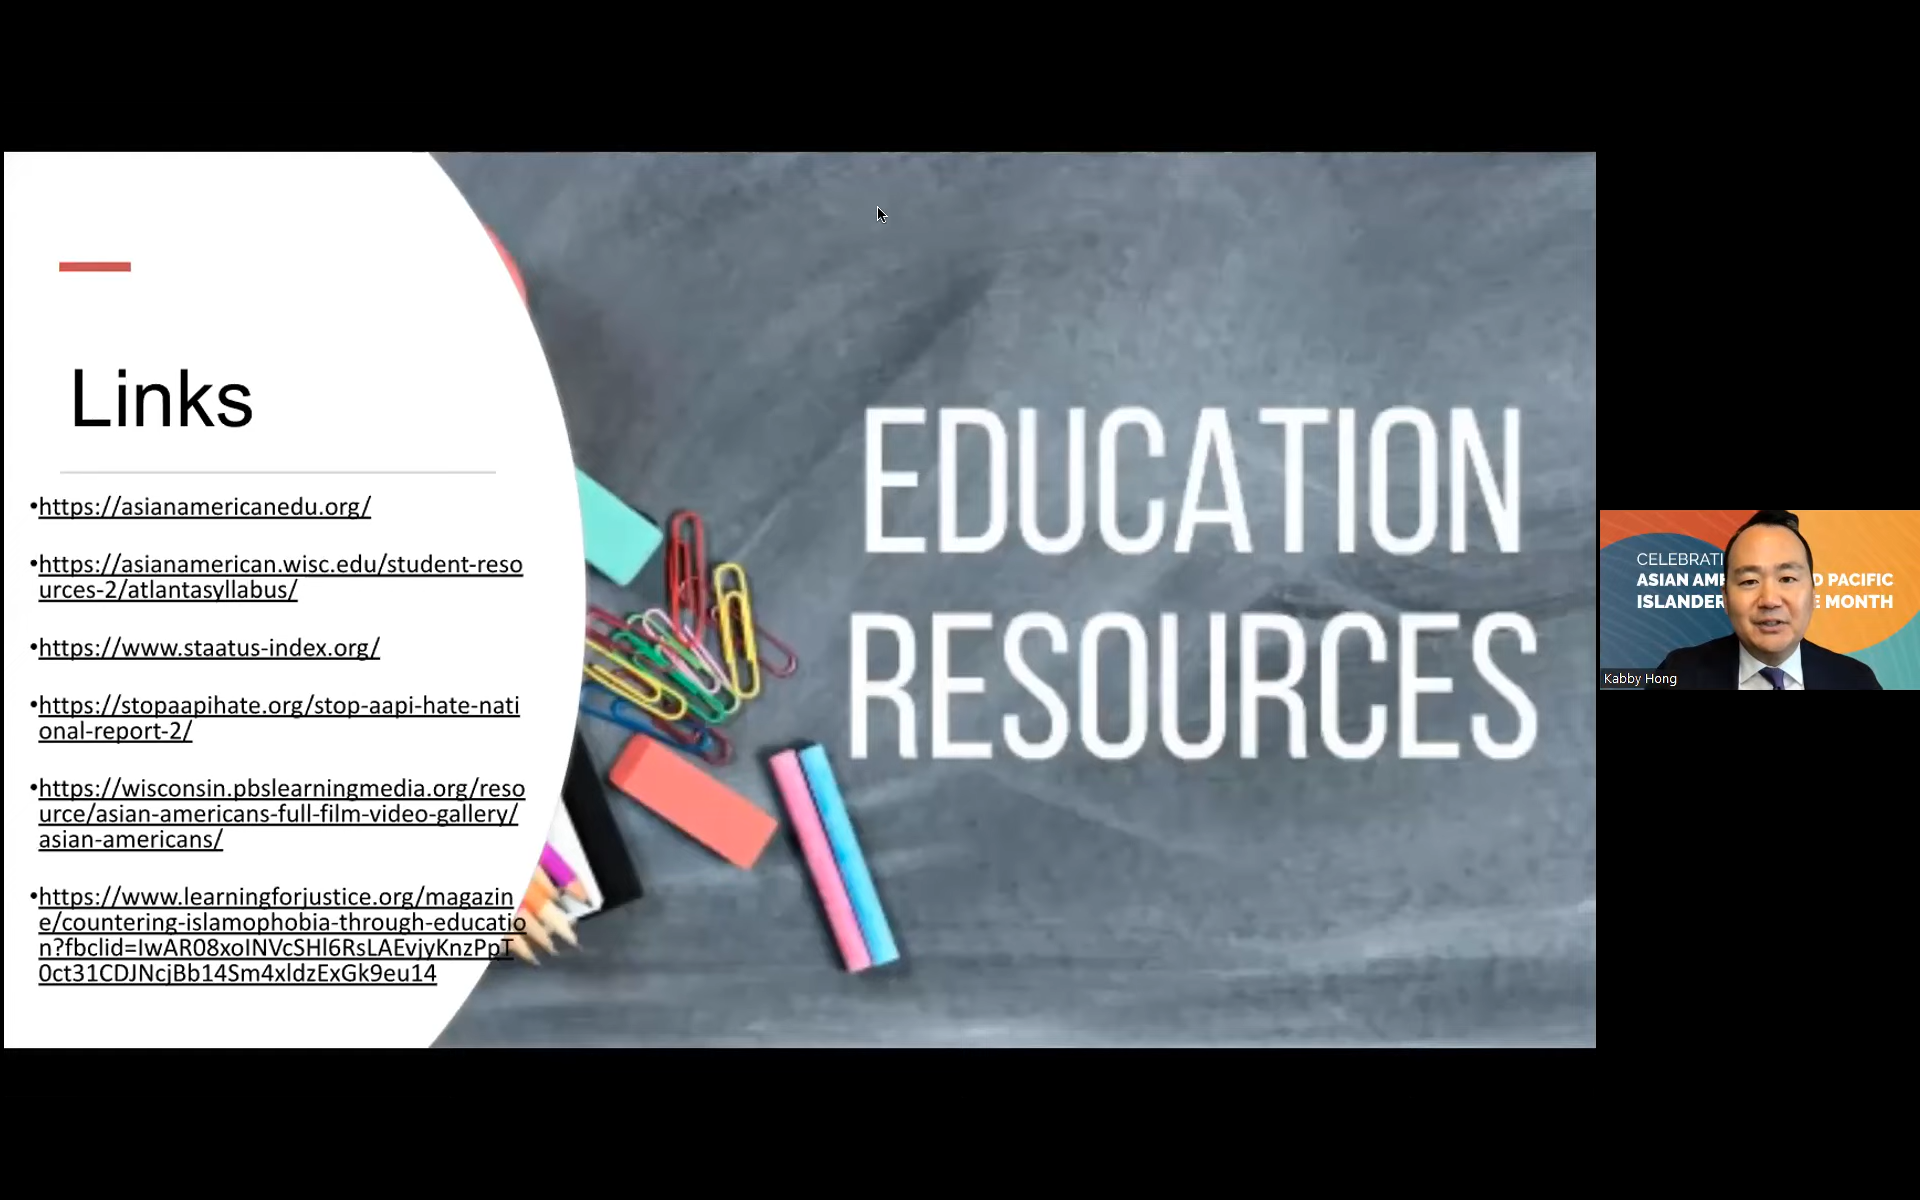 Links
•https://asianamericanedu.org/
•https://asianamerican.wisc.edu/student-reso
urces-2/atlantasyllabus/
•https://www.staatus-index.org/
•https://stopaapihate.org/stop-aapi-hate-nati
onal-report-2/
•https://wisconsin.pbslearningmedia.org/reso
urce/asian-americans-full-film-video-gallery/
asian-americans/
•https://www.learningforjustice.org/magazin
e/countering-islamophobia-through-educatio
n?fbclid=IwAR08xoINVcSHl6RsLAEvjyKnzPpT
0ct31CDJNcjBb14Sm4xldzExGk9eu14
EDUCATION
RESOURCES
CELEBRATI
ASIAN AME D PACIFIC
ISLANDER E MONTH
Kabby Hong